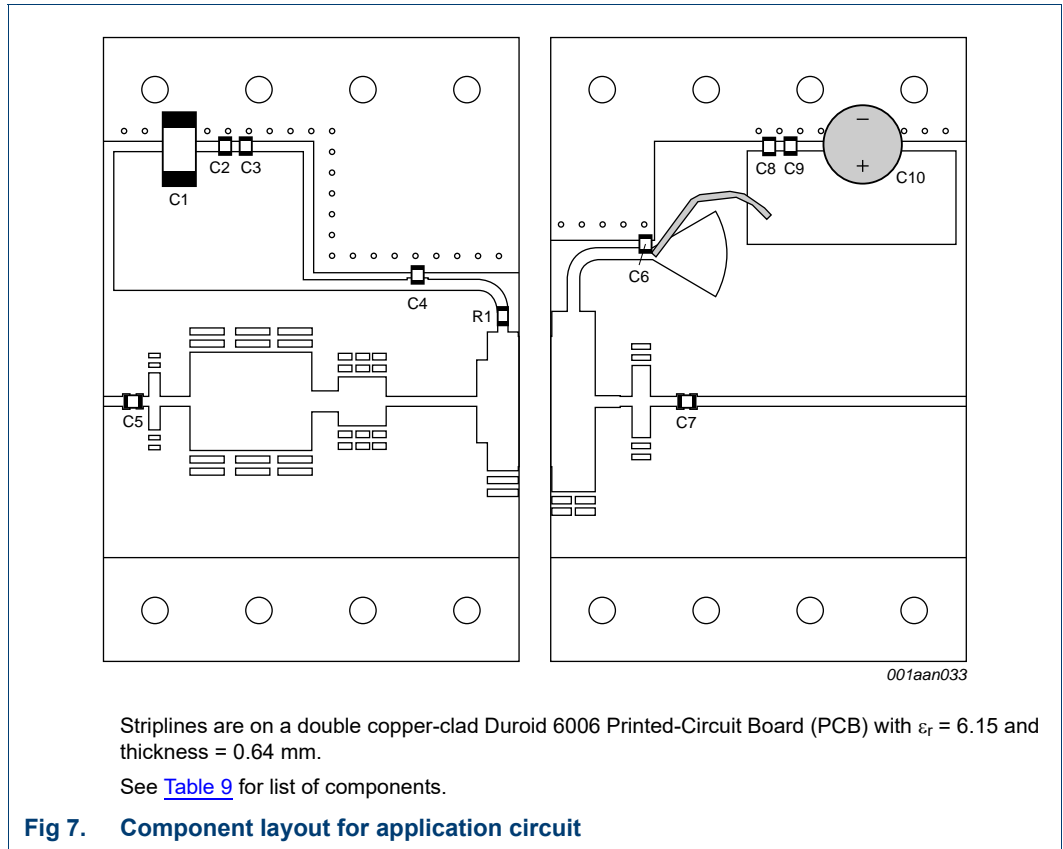 C1
C2 C3
C4
R1
C5
−
+
C8 C9
C10
C6
C7
001aan033
Striplines are on a double copper-clad Duroid 6006 Printed-Circuit Board (PCB) with εr = 6.15 and
thickness = 0.64 mm.
See Table 9 for list of components.
Fig 7. Component layout for application circuit